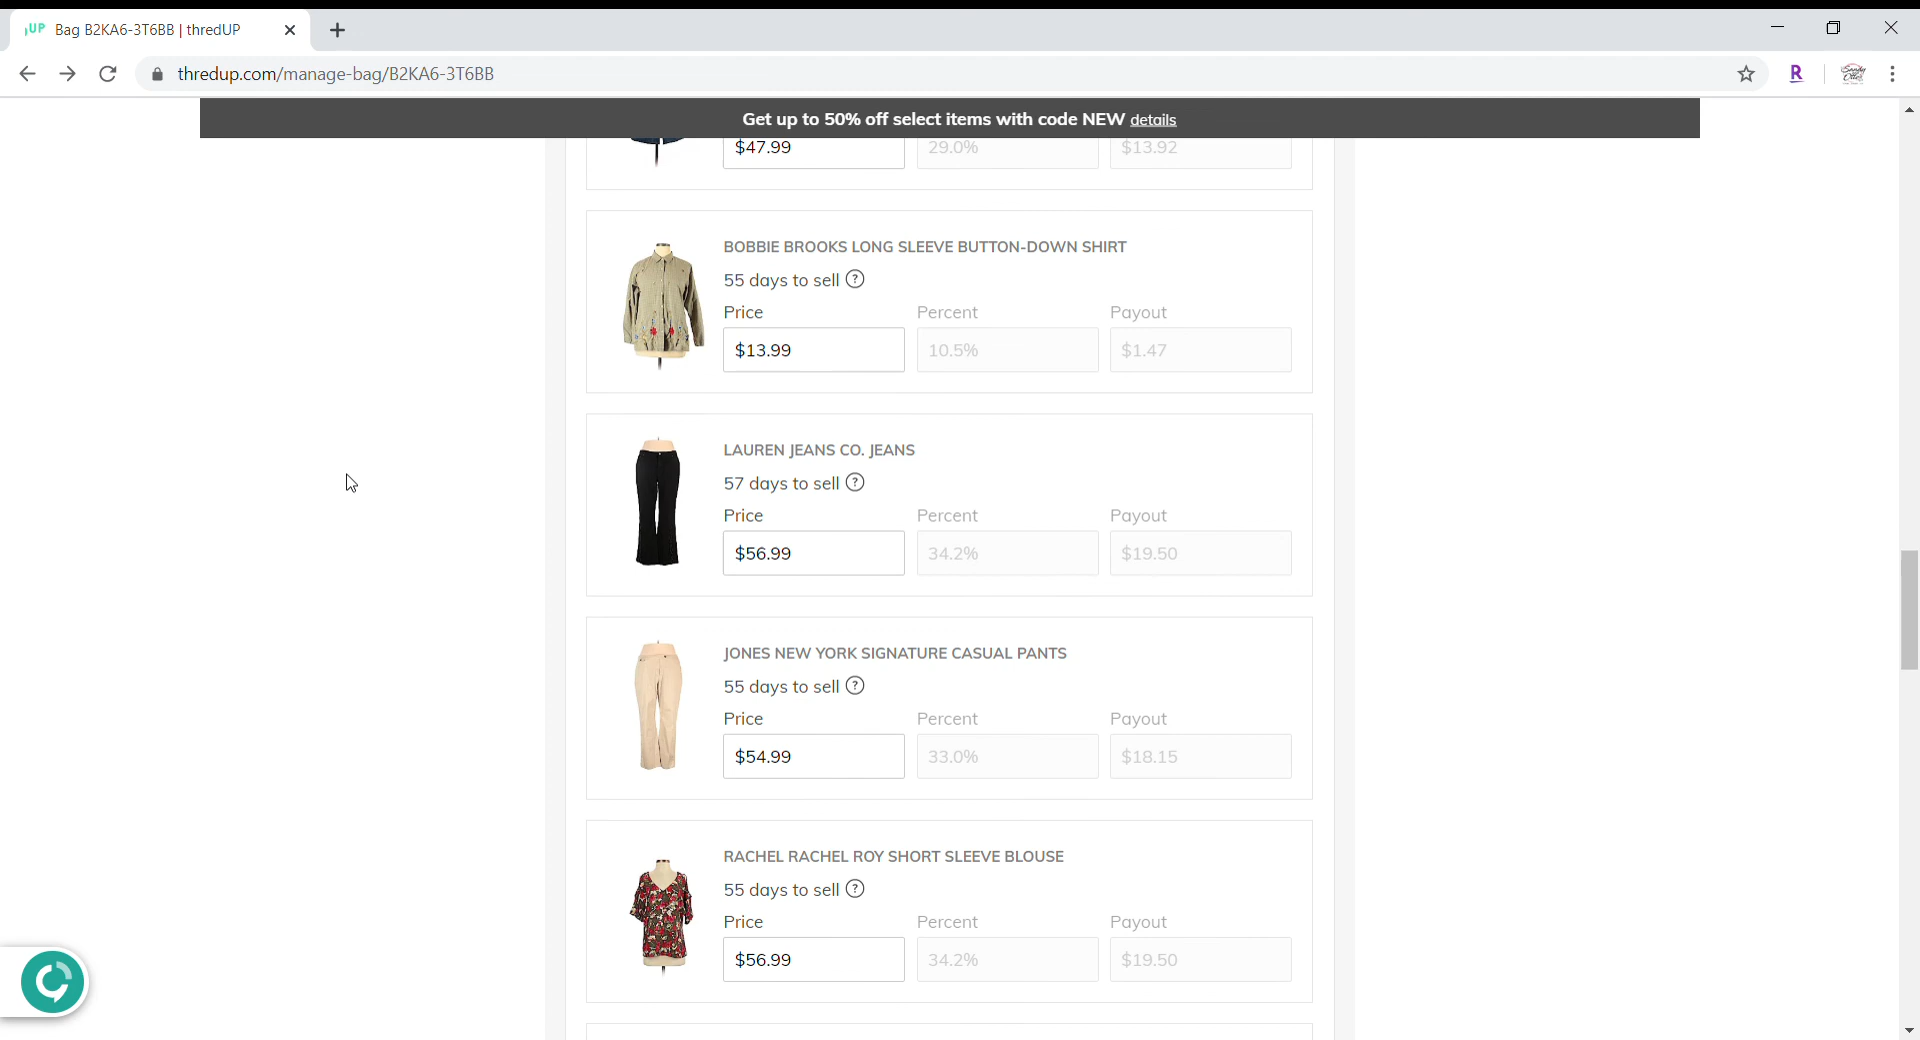 UP Bag B2KA6-3T6BB | thredUP
thredup.com/manage-bag/B2KA6-3T6BB
R
Get up to 50% off select items with code NEW details
$47.99 29.0% $13.92
BOBBIE BROOKS LONG SLEEVE BUTTON-DOWN SHIRT
55 days to sell ?
Price Percent Payout
$13.99 10.5% $1.47
LAUREN JEANS CO. JEANS
57 days to sell ?
Price Percent Payout
$56.99 34.2% $19.50
JONES NEW YORK SIGNATURE CASUAL PANTS
55 days to sell ?
Price Percent Payout
$54.99 33.0% $18.15
RACHEL RACHEL ROY SHORT SLEEVE BLOUSE
55 days to sell ?
Price Percent Payout
$56.99 34.2% $19.50